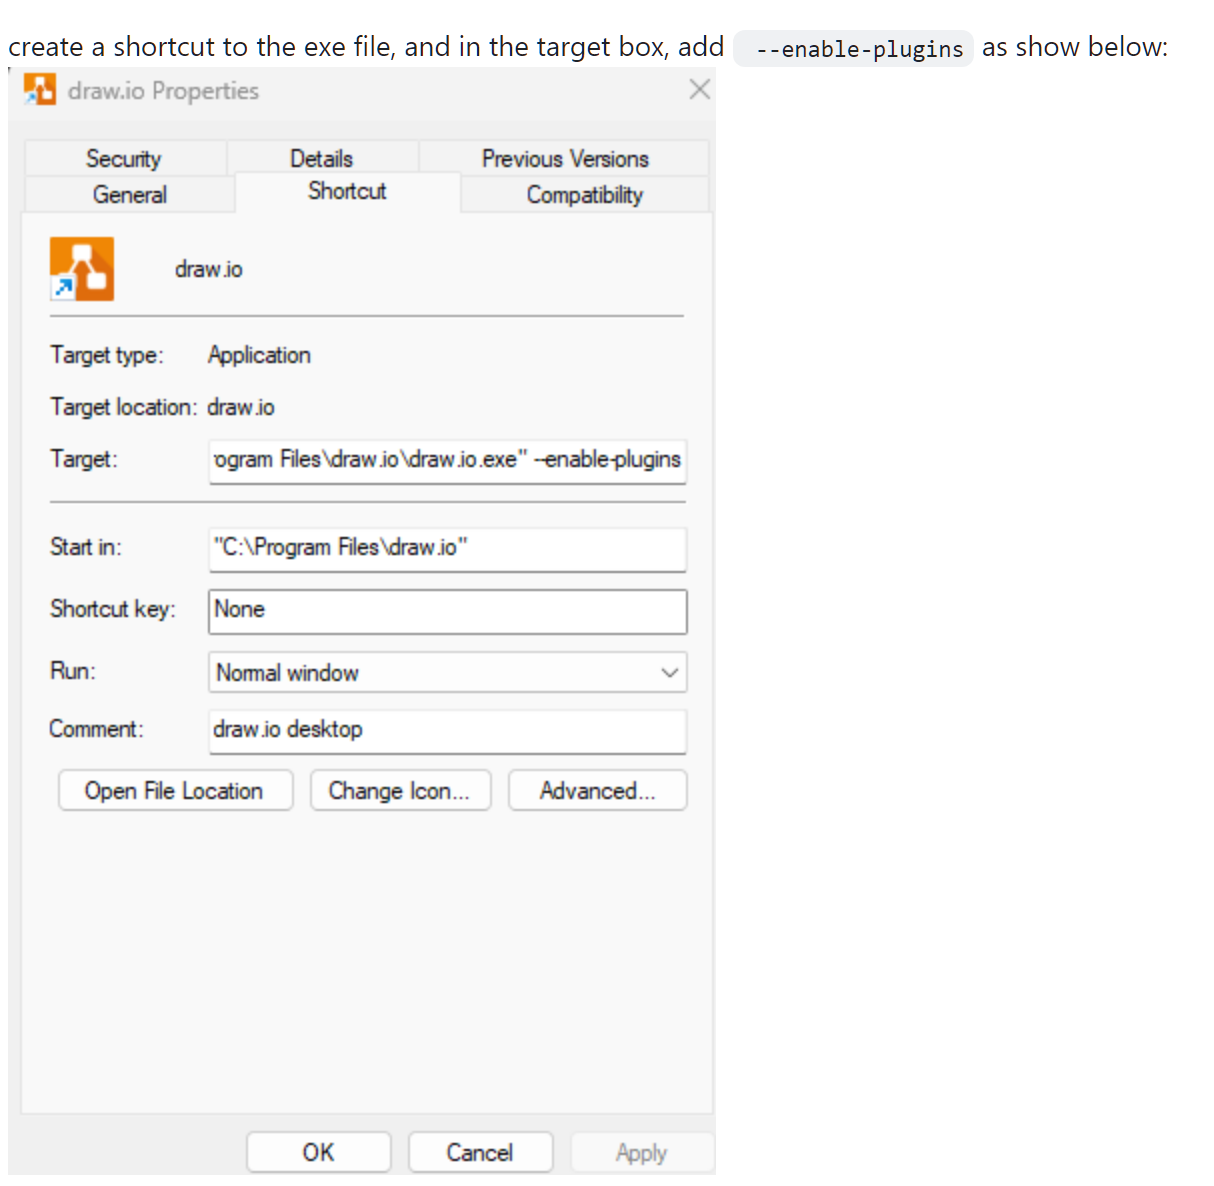 create a shortcut to the exe file, and in the target box, add --enable-plugins as show below:
draw.io Properties
Security Details Previous Versions
General Shortcut Compatibility
draw.io
Target type: Application
Target location: draw.io
Target: ogram Files\draw.io\draw.io.exe" --enable-plugins
Start in: "C:\Program Files\draw.io"
Shortcut key: None
Run: Normal window
Comment: draw.io desktop
Open File Location Change Icon... Advanced...
OK Cancel Apply